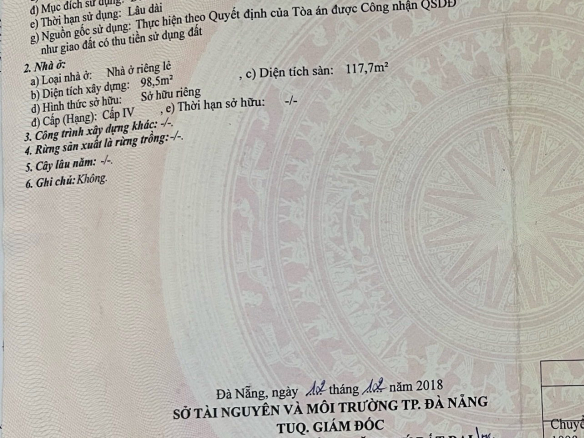 d) Mục đích sử dụng:
e) Thời hạn sử dụng: Lâu dài
g) Nguồn gốc sử dụng: Thực hiện theo Quyết định của Tòa án được Công nhận QSDĐ
như giao đất có thu tiền sử dụng đất
2. Nhà ở:
a) Loại nhà ở: Nhà ở riêng lẻ
b) Diện tích xây dựng: 98,5m² , c) Diện tích sàn: 117,7m²
d) Hình thức sở hữu: Sở hữu riêng
đ) Cấp (Hạng): Cấp IV , e) Thời hạn sở hữu: -/-
3. Công trình xây dựng khác: -/-.
4. Rừng sản xuất là rừng trồng:-/-.
5. Cây lâu năm: -/-.
6. Ghi chú: Không.
Đà Nẵng, ngày 12 tháng 12 năm 2018
SỞ TÀI NGUYÊN VÀ MÔI TRƯỜNG TP. ĐÀ NẴNG
TUQ. GIÁM ĐỐC